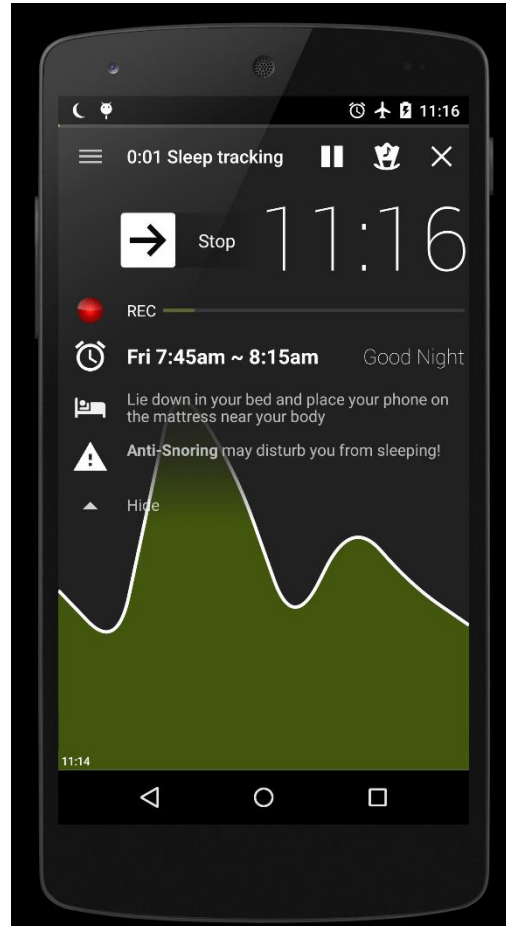 11:16
0:01 Sleep tracking
Stop
11:16
REC
Fri 7:45am ~ 8:15am Good Night
Lie down in your bed and place your phone on
the mattress near your body
Anti-Snoring may disturb you from sleeping!
Hide
11:14